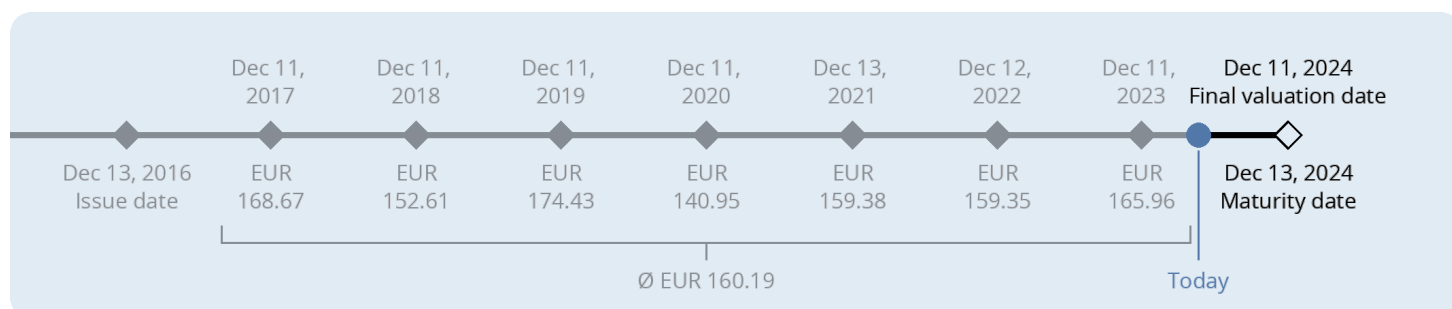 Dec 11,
2017
Dec 11,
2018
Dec 11,
2019
Dec 11,
2020
Dec 13,
2021
Dec 12,
2022
Dec 11,
2023
Dec 11, 2024
Final valuation date
Dec 13, 2016
Issue date
EUR
168.67
EUR
152.61
EUR
174.43
EUR
140.95
EUR
159.38
EUR
159.35
EUR
165.96
Dec 13, 2024
Maturity date
Ø EUR 160.19
Today